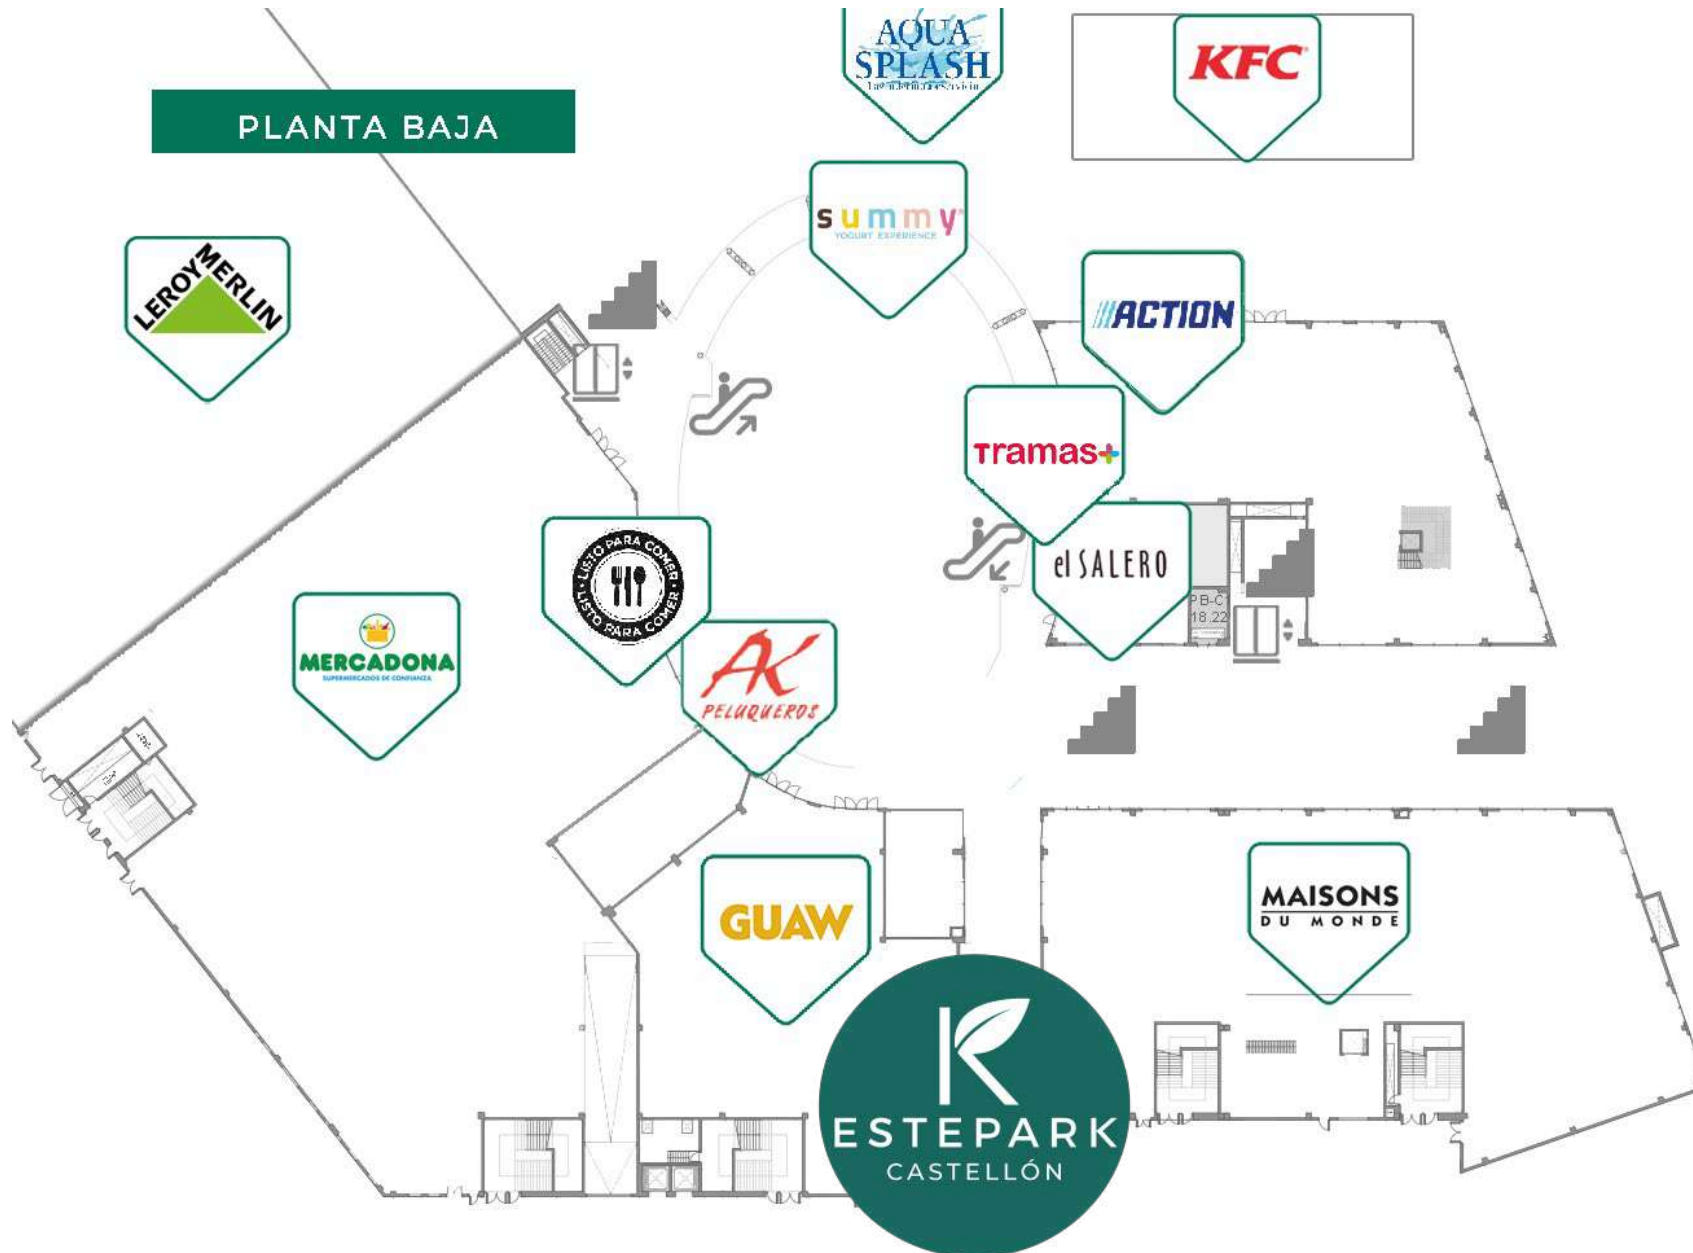 AQUA
SPLASH
KFC
PLANTA BAJA
summy
YOGURT EXPERIENCE
LEROY MERLIN
ACTION
Tramas+
LISTO PARA COMER
LISTO PARA COMER
el SALERO
PB-C
18.22
MERCADONA
SUPERMERCADOS DE CONFIANZA
AK
PELUQUEROS
GUAW
MAISONS
DU MONDE
ESTEPARK
CASTELLÓN